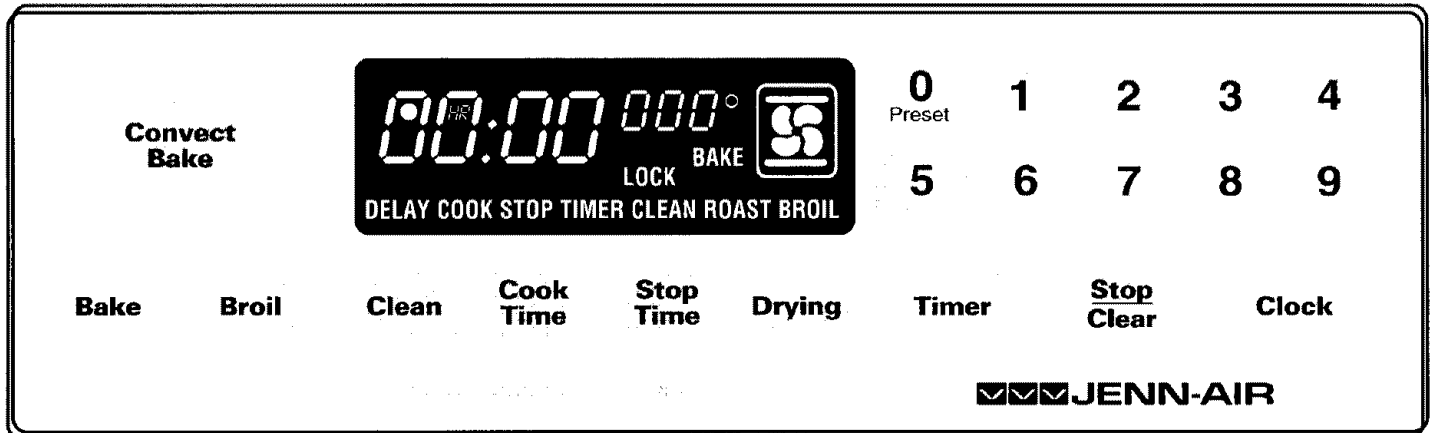 Convect
Bake
00:00 000°
HR
BAKE
LOCK
DELAY COOK STOP TIMER CLEAN ROAST BROIL
0 1 2 3 4
Preset
5 6 7 8 9
Bake
Broil
Clean
Cook
Time
Stop
Time
Drying
Timer
Stop
Clear
Clock
JENN-AIR